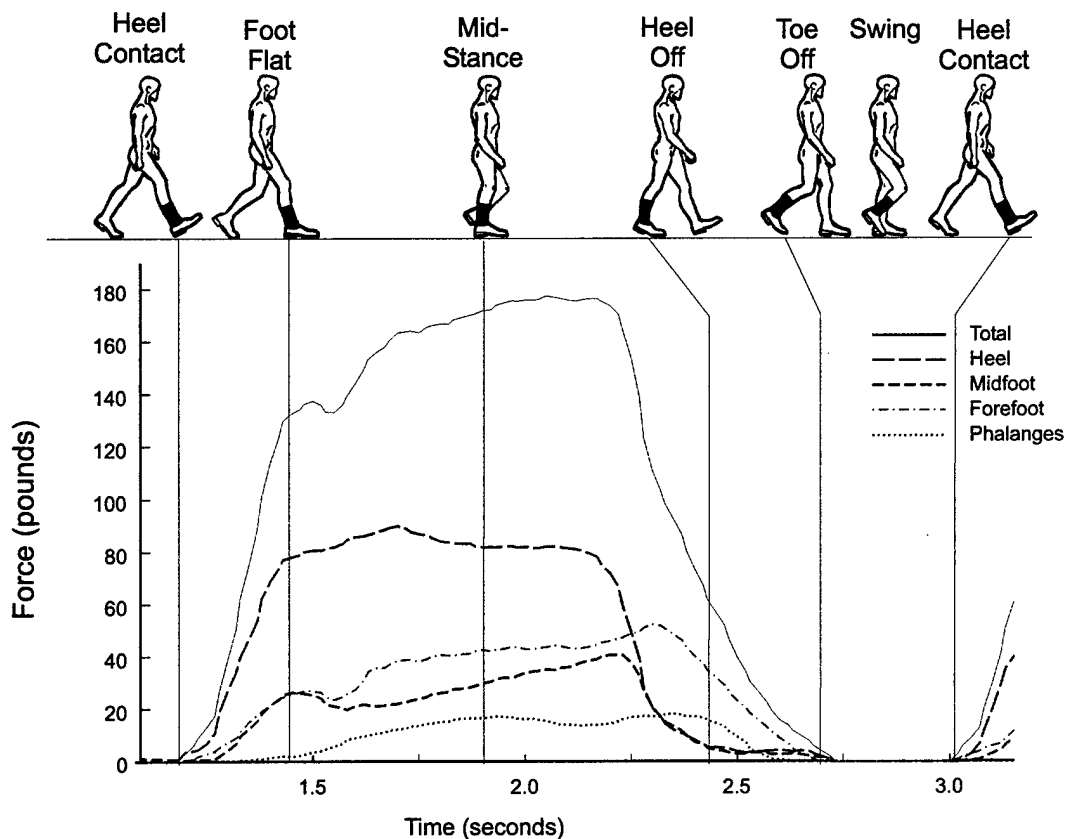 Heel
Contact
Foot
Flat
Mid-
Stance
Heel
Off
Toe
Off
Swing
Heel
Contact
180
160
140
120
100
80
60
40
20
0
Force (pounds)
Total
Heel
Midfoot
Forefoot
Phalanges
1.5
2.0
2.5
3.0
Time (seconds)